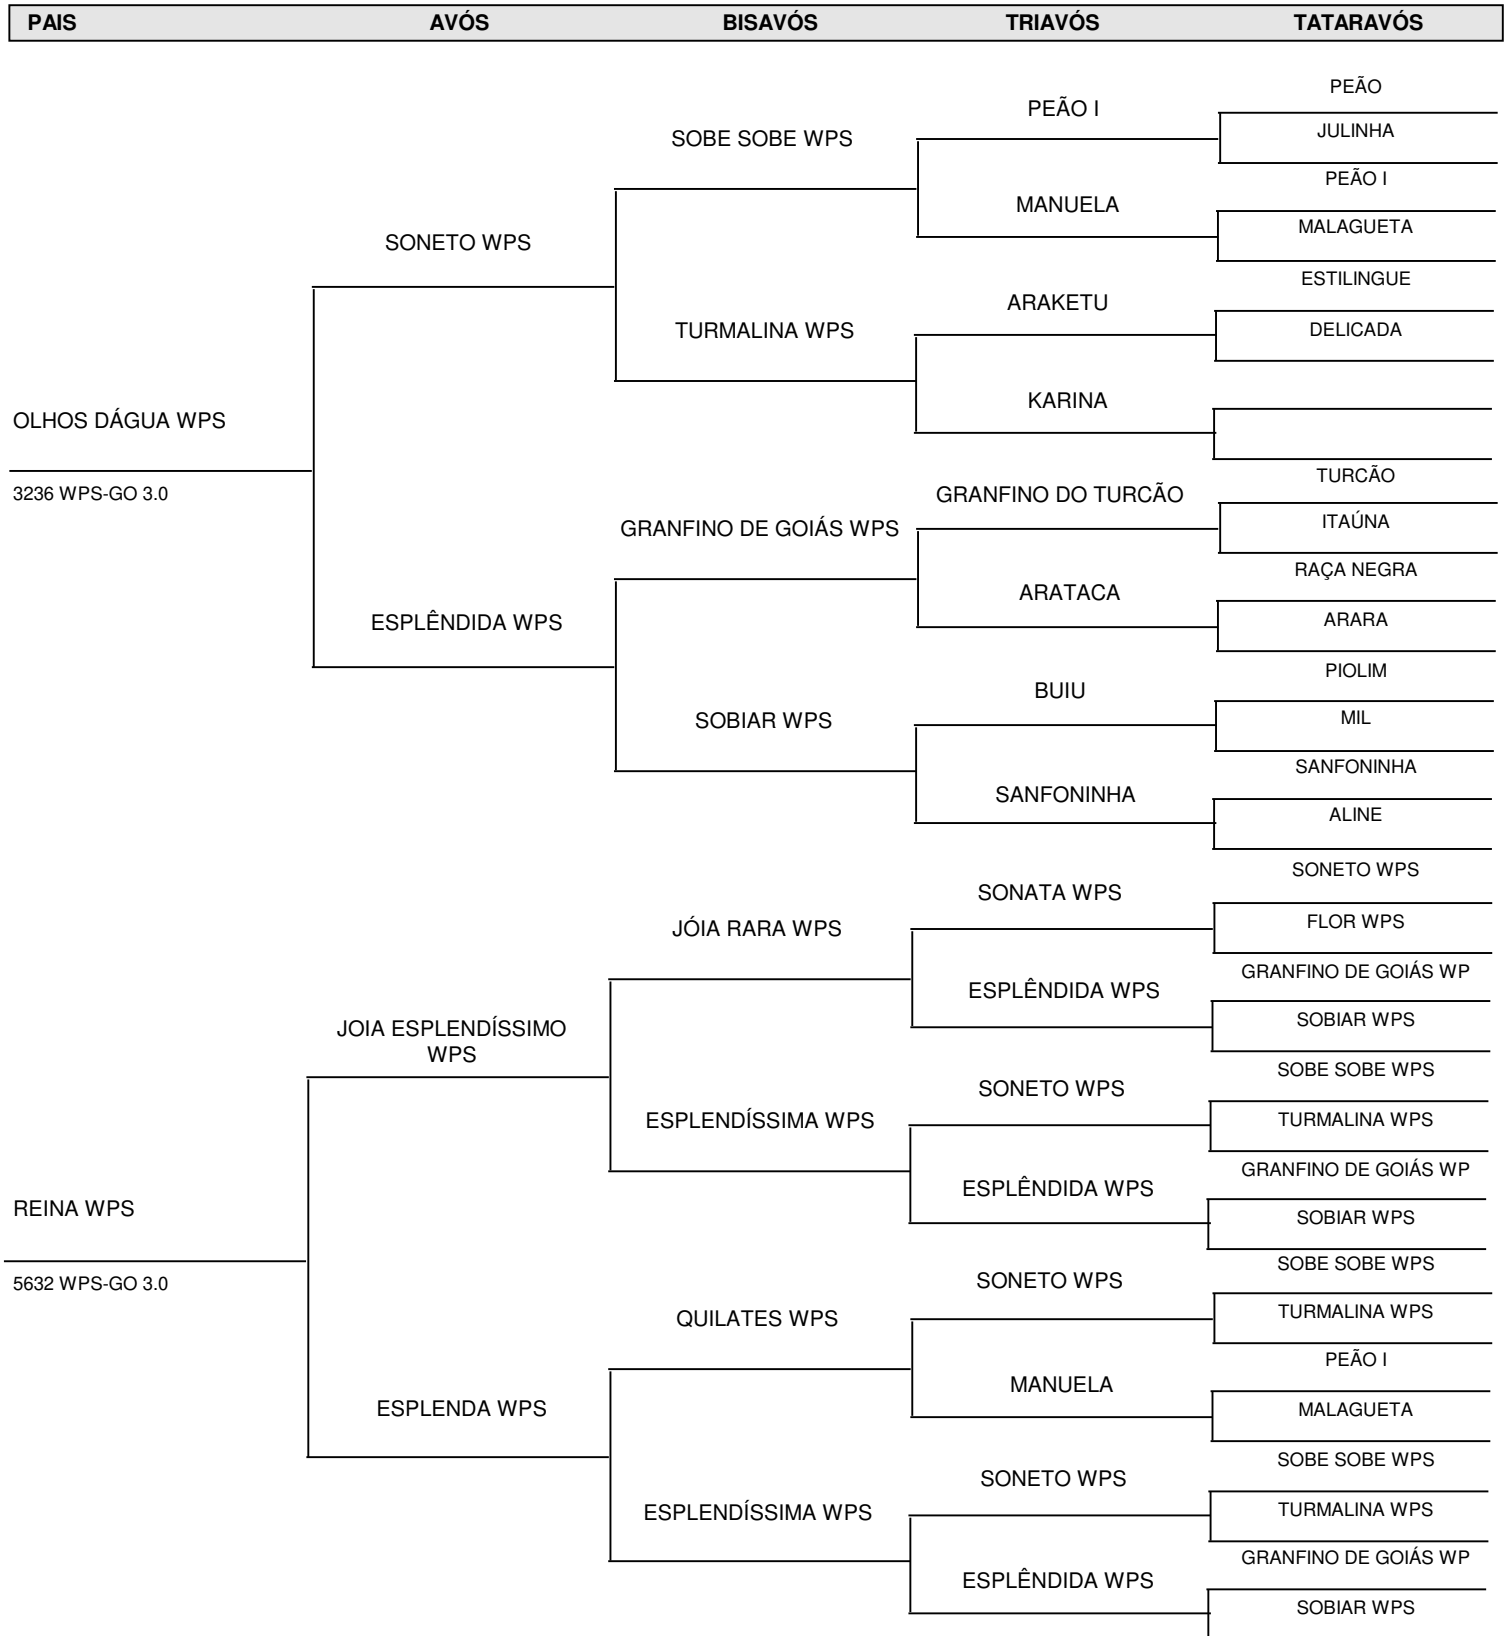 PAIS AVÓS BISAVÓS TRIAVÓS TATARAVÓS
PEÃO
PEÃO I
JULINHA
SOBE SOBE WPS
PEÃO I
MANUELA
MALAGUETA
SONETO WPS
ESTILINGUE
ARAKETU
DELICADA
TURMALINA WPS
KARINA
OLHOS DÁGUA WPS
TURCÃO
3236 WPS-GO 3.0
GRANFINO DO TURCÃO
ITAÚNA
GRANFINO DE GOIÁS WPS
RAÇA NEGRA
ARATACA
ARARA
ESPLÊNDIDA WPS
PIOLIM
BUIU
MIL
SOBIAR WPS
SANFONINHA
SANFONINHA
ALINE
SONETO WPS
SONATA WPS
FLOR WPS
JÓIA RARA WPS
GRANFINO DE GOIÁS WP
ESPLÊNDIDA WPS
SOBIAR WPS
JOIA ESPLENDÍSSIMO
WPS
SOBE SOBE WPS
SONETO WPS
TURMALINA WPS
ESPLENDÍSSIMA WPS
GRANFINO DE GOIÁS WP
ESPLÊNDIDA WPS
REINA WPS
SOBIAR WPS
SOBE SOBE WPS
5632 WPS-GO 3.0
SONETO WPS
TURMALINA WPS
QUILATES WPS
PEÃO I
MANUELA
MALAGUETA
ESPLENDA WPS
SOBE SOBE WPS
SONETO WPS
TURMALINA WPS
ESPLENDÍSSIMA WPS
GRANFINO DE GOIÁS WP
ESPLÊNDIDA WPS
SOBIAR WPS